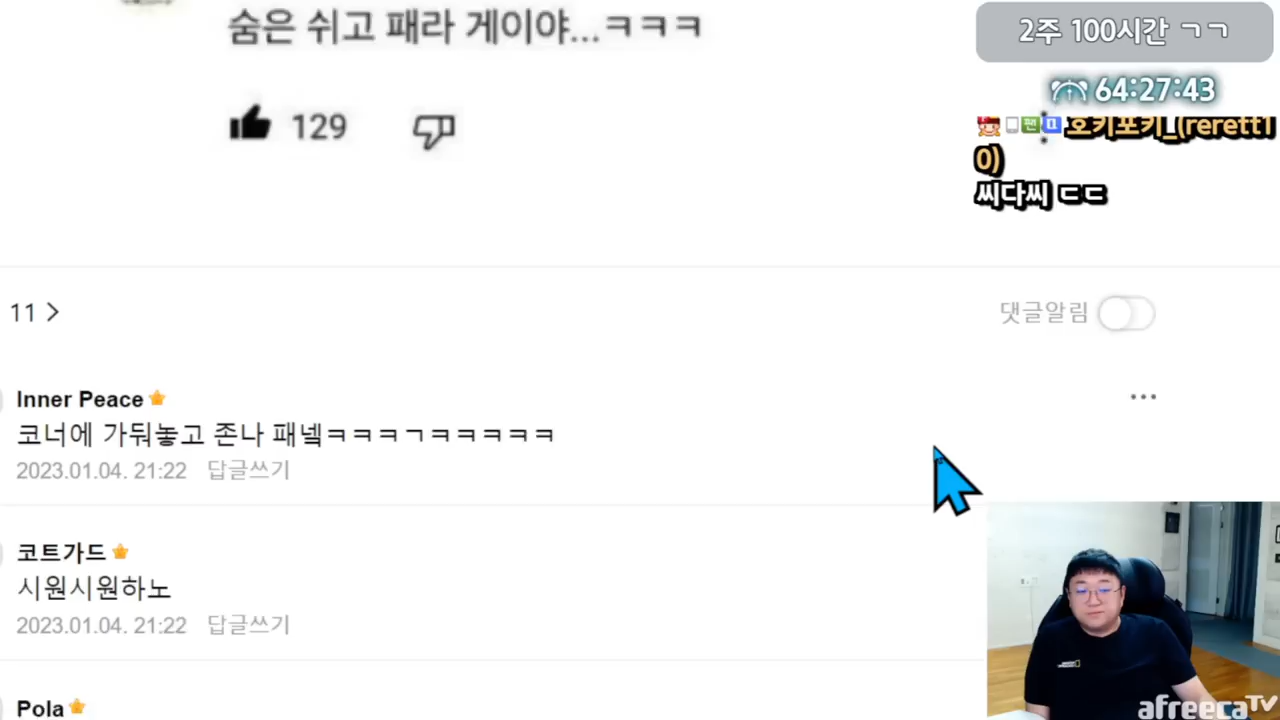 숨은 쉬고 패라 게이야...ㅋㅋㅋ
129
2주 100시간 ㄱㄱ
64:27:43
팬
호키포키_(rerett1
0)
씨다씨 ㄷㄷ
11 >
댓글알림
Inner Peace
코너에 가둬놓고 존나 패넼ㅋㅋㅋㄱㅋㅋㅋㅋㅋ
2023.01.04. 21:22 답글쓰기
코트가드
시원시원하노
2023.01.04. 21:22 답글쓰기
Pola
afreecaTV